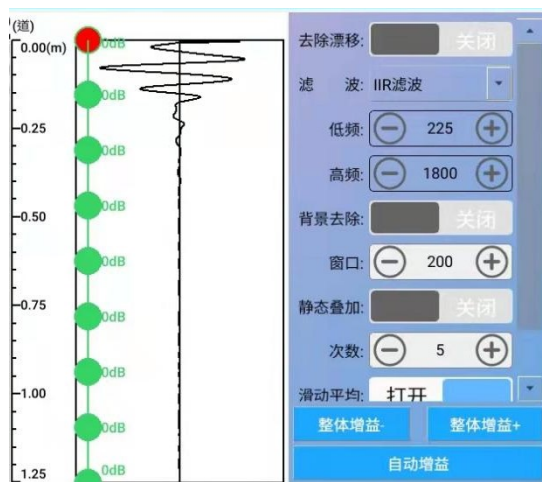 (道)
0.00(m)
0dB
0dB
-0.25
0dB
-0.50
0dB
0dB
-0.75
0dB
0dB
-1.00
0dB
0dB
1.25
去除漂移: 关闭
滤 波: IIR滤波
低频: 225
高频: 1800
背景去除: 关闭
窗口: 200
静态叠加: 关闭
次数: 5
滑动平均: 打开
整体增益- 整体增益+
自动增益